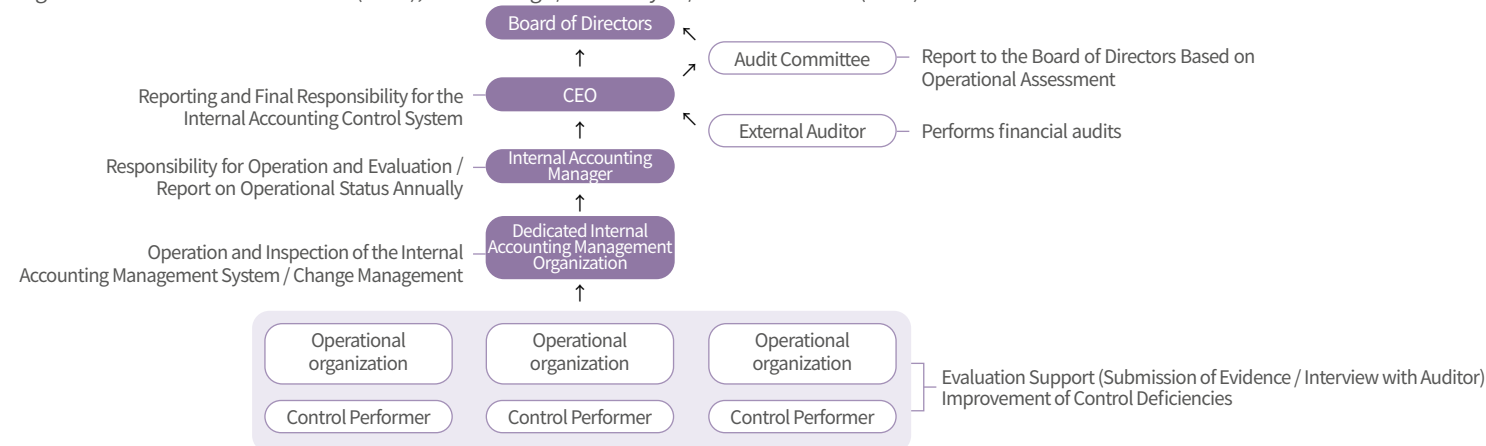 Board of Directors
Audit Committee
Report to the Board of Directors Based on
Operational Assessment
Reporting and Final Responsibility for the
Internal Accounting Control System
CEO
External Auditor
Performs financial audits
Responsibility for Operation and Evaluation /
Report on Operational Status Annually
Internal Accounting
Manager
Operation and Inspection of the Internal
Accounting Management System / Change Management
Dedicated Internal
Accounting Management
Organization
Operational
organization
Operational
organization
Operational
organization
Control Performer
Control Performer
Control Performer
Evaluation Support (Submission of Evidence / Interview with Auditor)
Improvement of Control Deficiencies